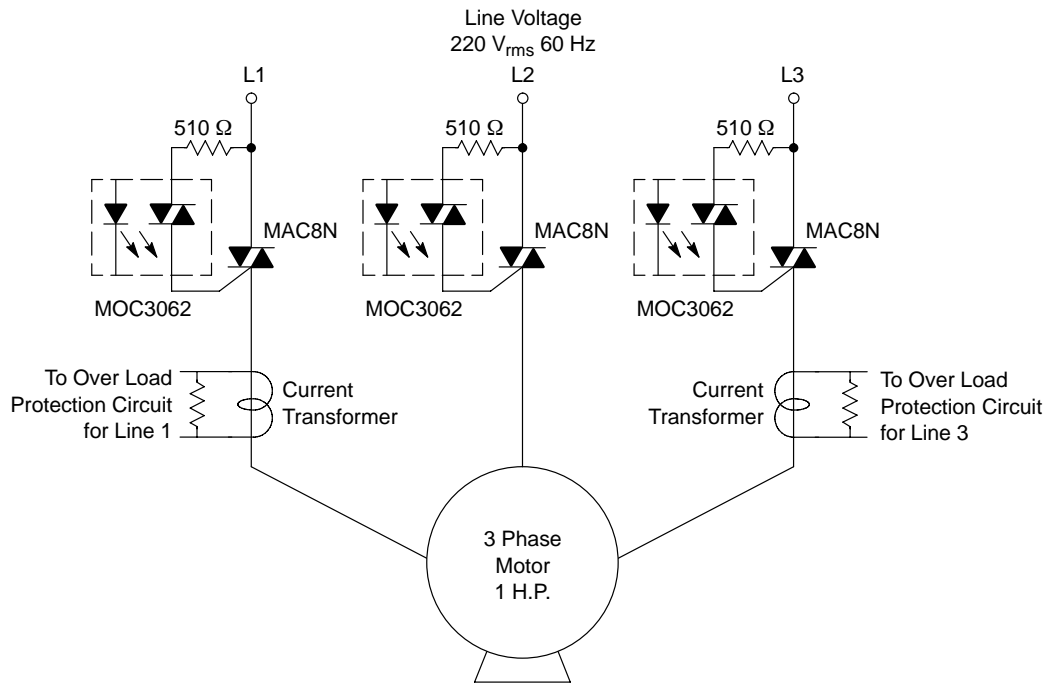 Line Voltage
220 Vrms 60 Hz
L1
L2
L3
510 Ω
510 Ω
510 Ω
MAC8N
MAC8N
MAC8N
MOC3062
MOC3062
MOC3062
To Over Load
Protection Circuit
for Line 1
Current
Transformer
Current
Transformer
To Over Load
Protection Circuit
for Line 3
3 Phase
Motor
1 H.P.